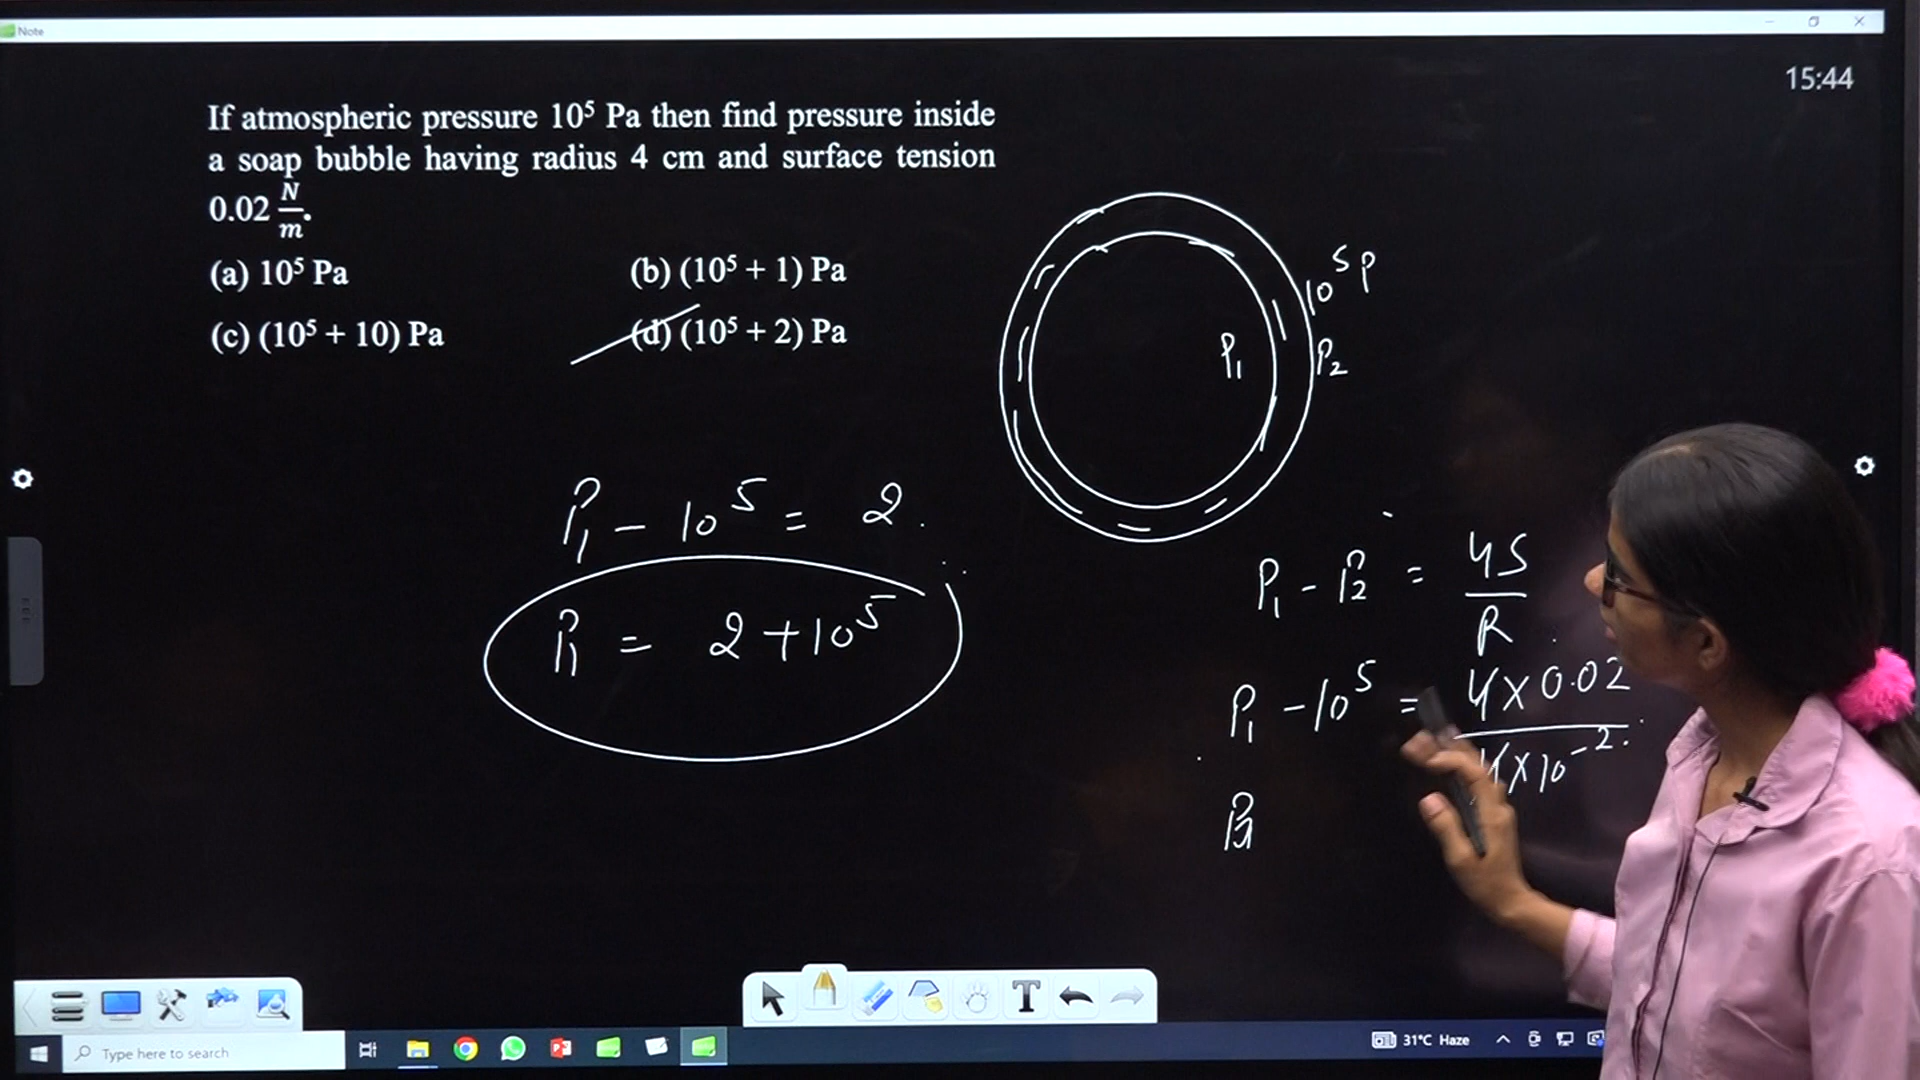 Note
15:44
If atmospheric pressure 10⁵ Pa then find pressure inside
a soap bubble having radius 4 cm and surface tension
0.02 N/m.
(a) 10⁵ Pa
(b) (10⁵ + 1) Pa
(c) (10⁵ + 10) Pa
(d) (10⁵ + 2) Pa
10⁵ P
P₁
P₂
P₁ - 10⁵ = 2
P₁ = 2 + 10⁵
P₁ - P₂ = 4S/R
P₁ - 10⁵ = 4 × 0.02 / 4 × 10⁻²
T
Type here to search
31°C Haze